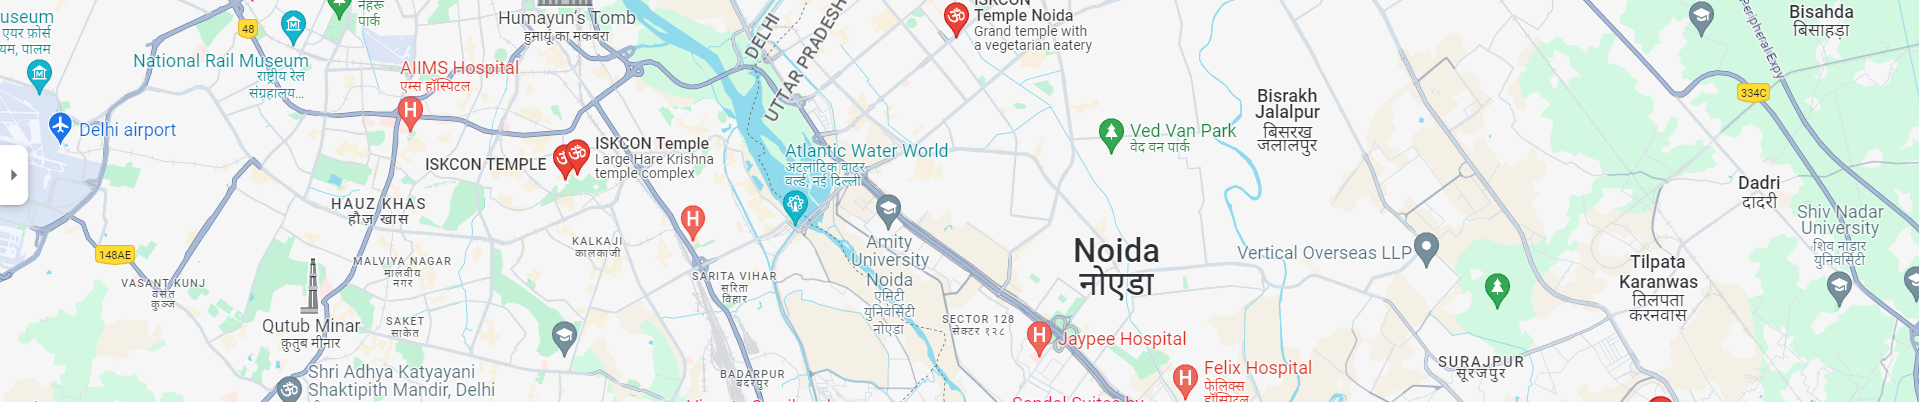 useum
एयर फ़ोर्स
यम, पालम
नेहरू
पार्क
48
National Rail Museum
राष्ट्रीय रेल
संग्रहालय...
Delhi airport
AIIMS Hospital
एम्स हॉस्पिटल
Humayun's Tomb
हुमायूं का मकबरा
DELHI
UTTAR PRADESH
ISKCON
Temple Noida
Grand temple with
a vegetarian eatery
ISKCON TEMPLE
ISKCON Temple
Large Hare Krishna
temple complex
Atlantic Water World
अटलांटिक वाटर
वर्ल्ड, नई दिल्ली
Ved Van Park
वेद वन पार्क
Bisrakh
Jalalpur
बिसरख
जलालपुर
Peripheral Expy
334C
Bisahda
बिसाहड़ा
Dadri
दादरी
HAUZ KHAS
हौज़ खास
148AE
VASANT KUNJ
वसंत
कुञ्ज
MALVIYA NAGAR
मालवीय
नगर
KALKAJI
कालकाजी
SARITA VIHAR
सरिता
विहार
Amity
University
Noida
एमिटी
युनिवर्सिटी
नोएडा
Noida
नोएडा
Vertical Overseas LLP
Shiv Nadar
University
शिव नाडार
युनिवर्सिटी
Tilpata
Karanwas
तिलपता
करनवास
Qutub Minar
क़ुतुब मीनार
SAKET
साकेत
SECTOR 128
सेक्टर १२८
Jaypee Hospital
Felix Hospital
फेलिक्स
हॉस्पिटल
SURAJPUR
सूरजपुर
Shri Adhya Katyayani
Shaktipith Mandir, Delhi
BADARPUR
बदरपुर